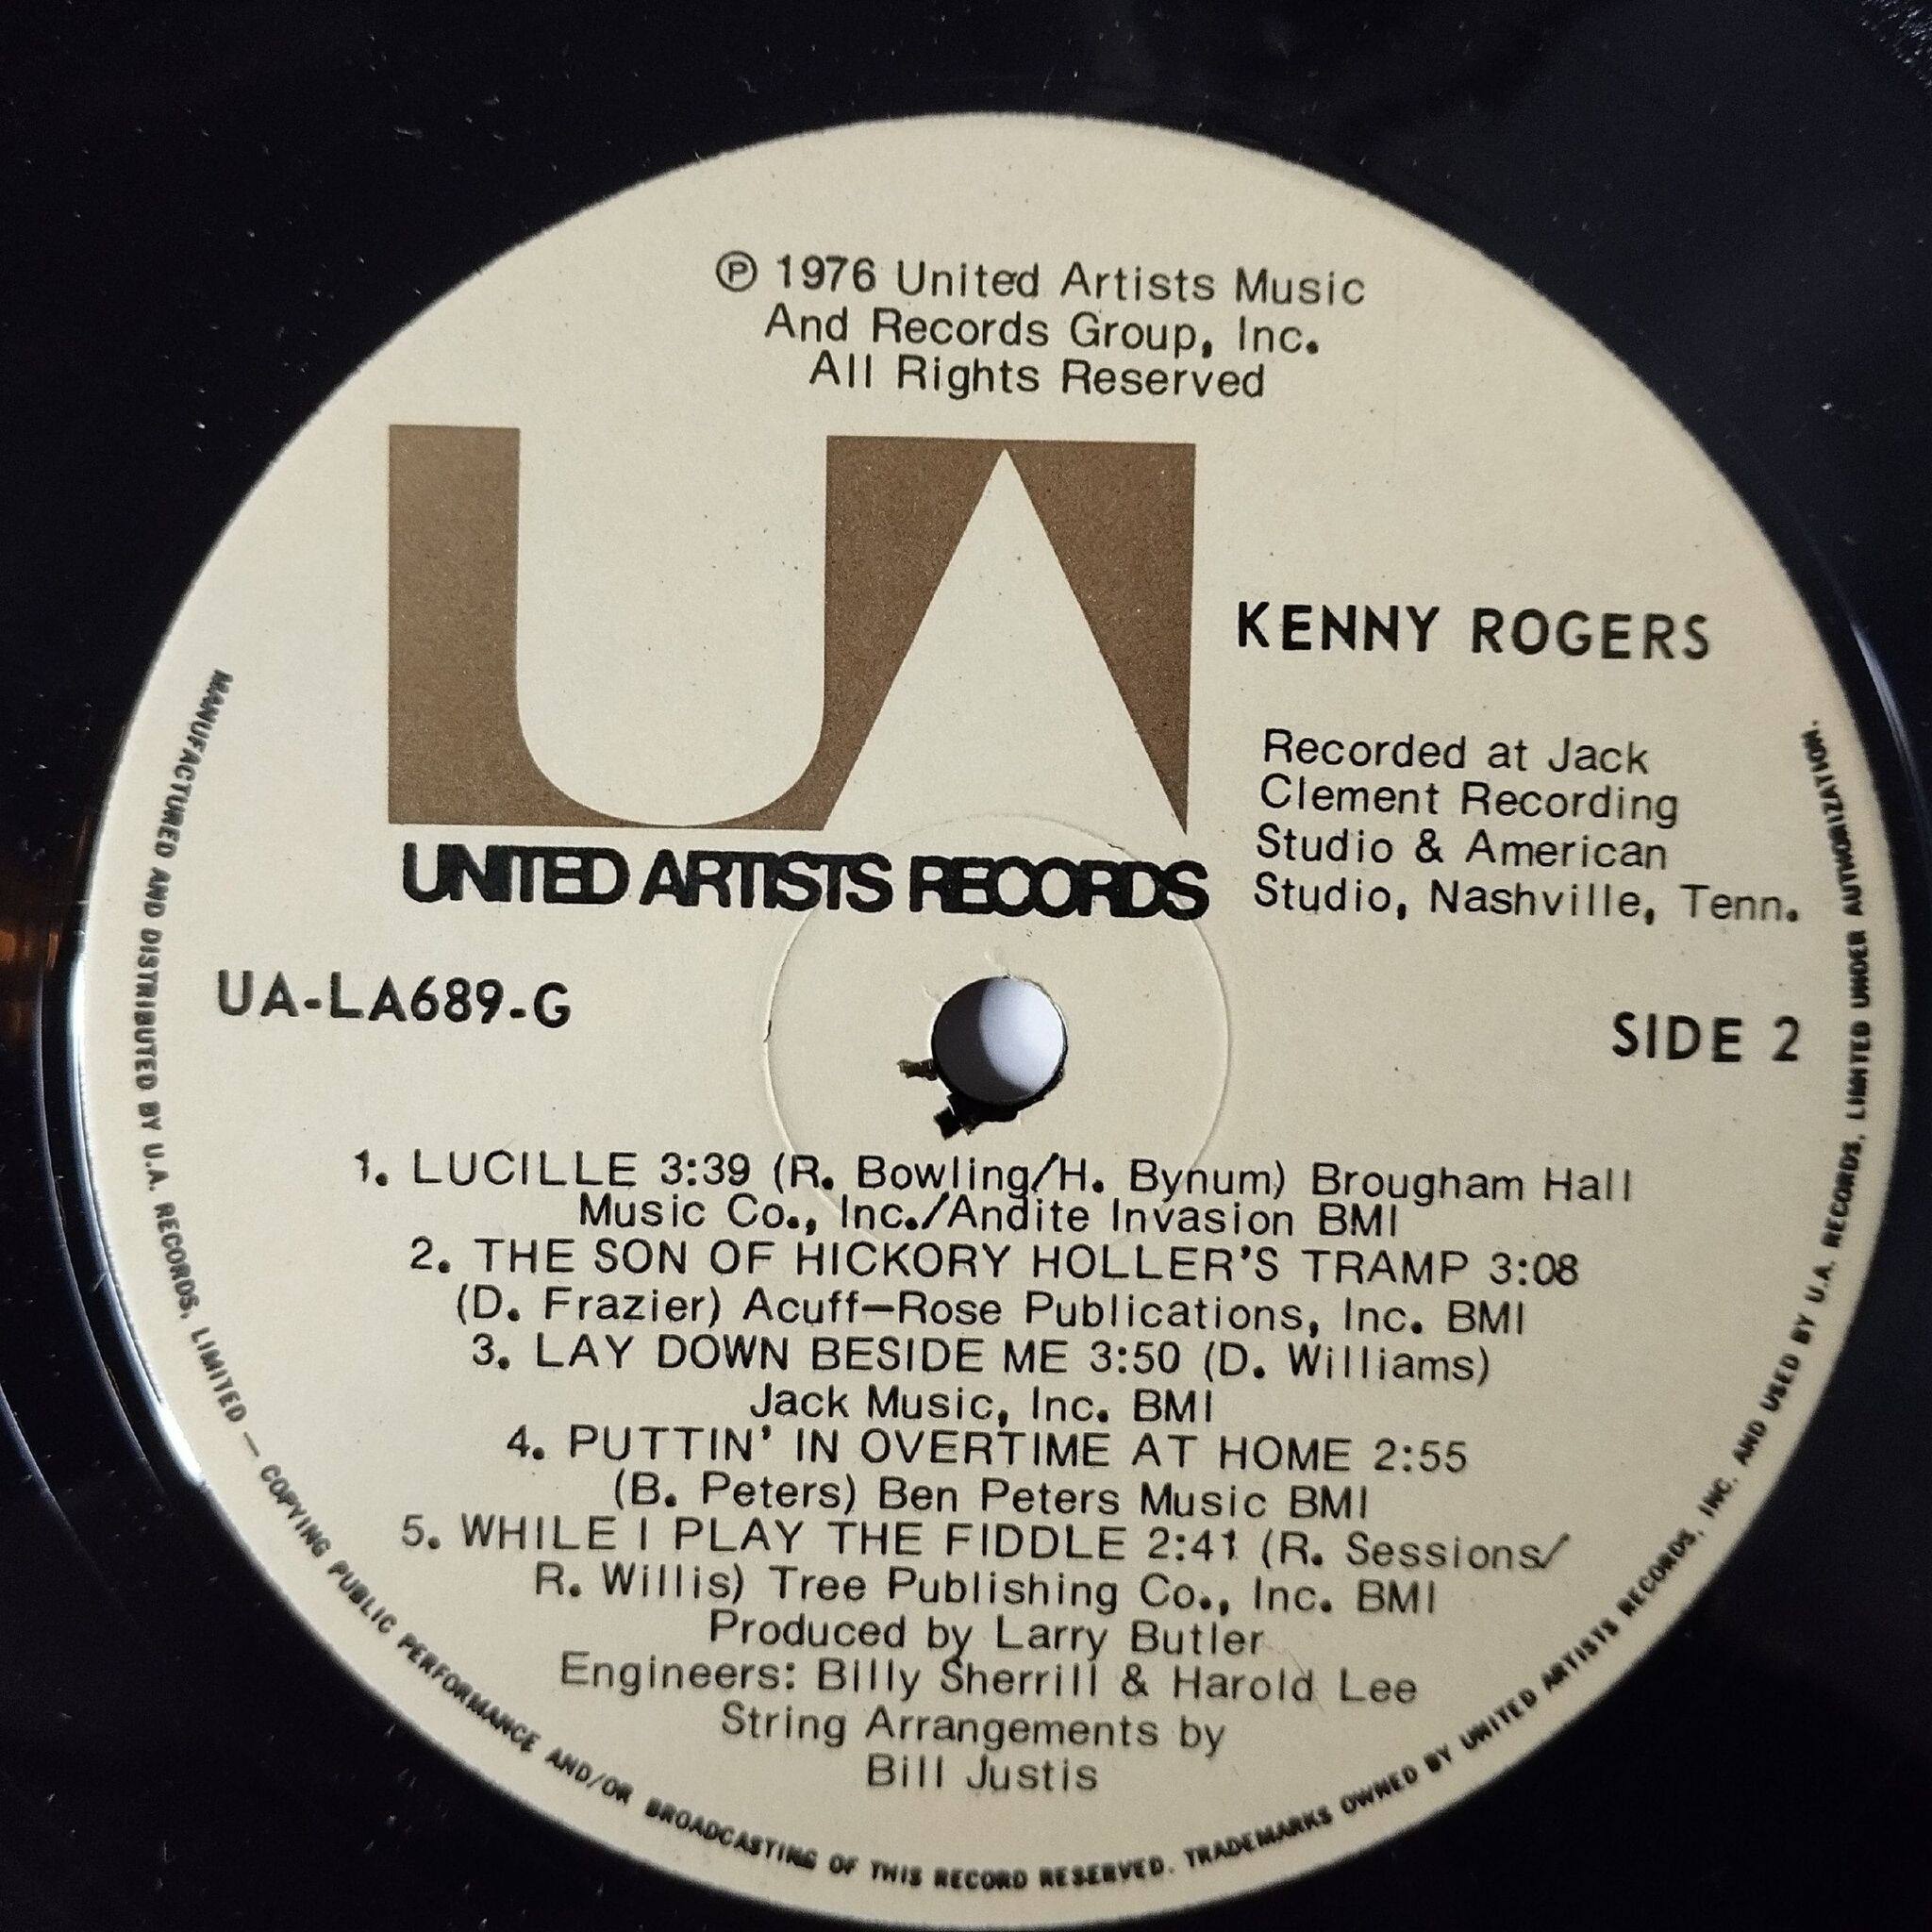 Ⓟ 1976 United Artists Music
And Records Group, Inc.
All Rights Reserved
UA
UNITED ARTISTS RECORDS
KENNY ROGERS
Recorded at Jack
Clement Recording
Studio & American
Studio, Nashville, Tenn.
UA-LA689-G
SIDE 2
1. LUCILLE 3:39 (R. Bowling/H. Bynum) Brougham Hall
Music Co., Inc./Andite Invasion BMI
2. THE SON OF HICKORY HOLLER'S TRAMP 3:08
(D. Frazier) Acuff-Rose Publications, Inc. BMI
3. LAY DOWN BESIDE ME 3:50 (D. Williams)
Jack Music, Inc. BMI
4. PUTTIN' IN OVERTIME AT HOME 2:55
(B. Peters) Ben Peters Music BMI
5. WHILE I PLAY THE FIDDLE 2:41 (R. Sessions/
R. Willis) Tree Publishing Co., Inc. BMI
Produced by Larry Butler
Engineers: Billy Sherrill & Harold Lee
String Arrangements by
Bill Justis
MANUFACTURED AND DISTRIBUTED BY U.A. RECORDS, LIMITED — COPYING PUBLIC PERFORMANCE AND/OR BROADCASTING OF THIS RECORD RESERVED. TRADEMARKS OWNED BY UNITED ARTISTS RECORDS, INC. AND USED BY U.A. RECORDS, LIMITED UNDER AUTHORIZATION.